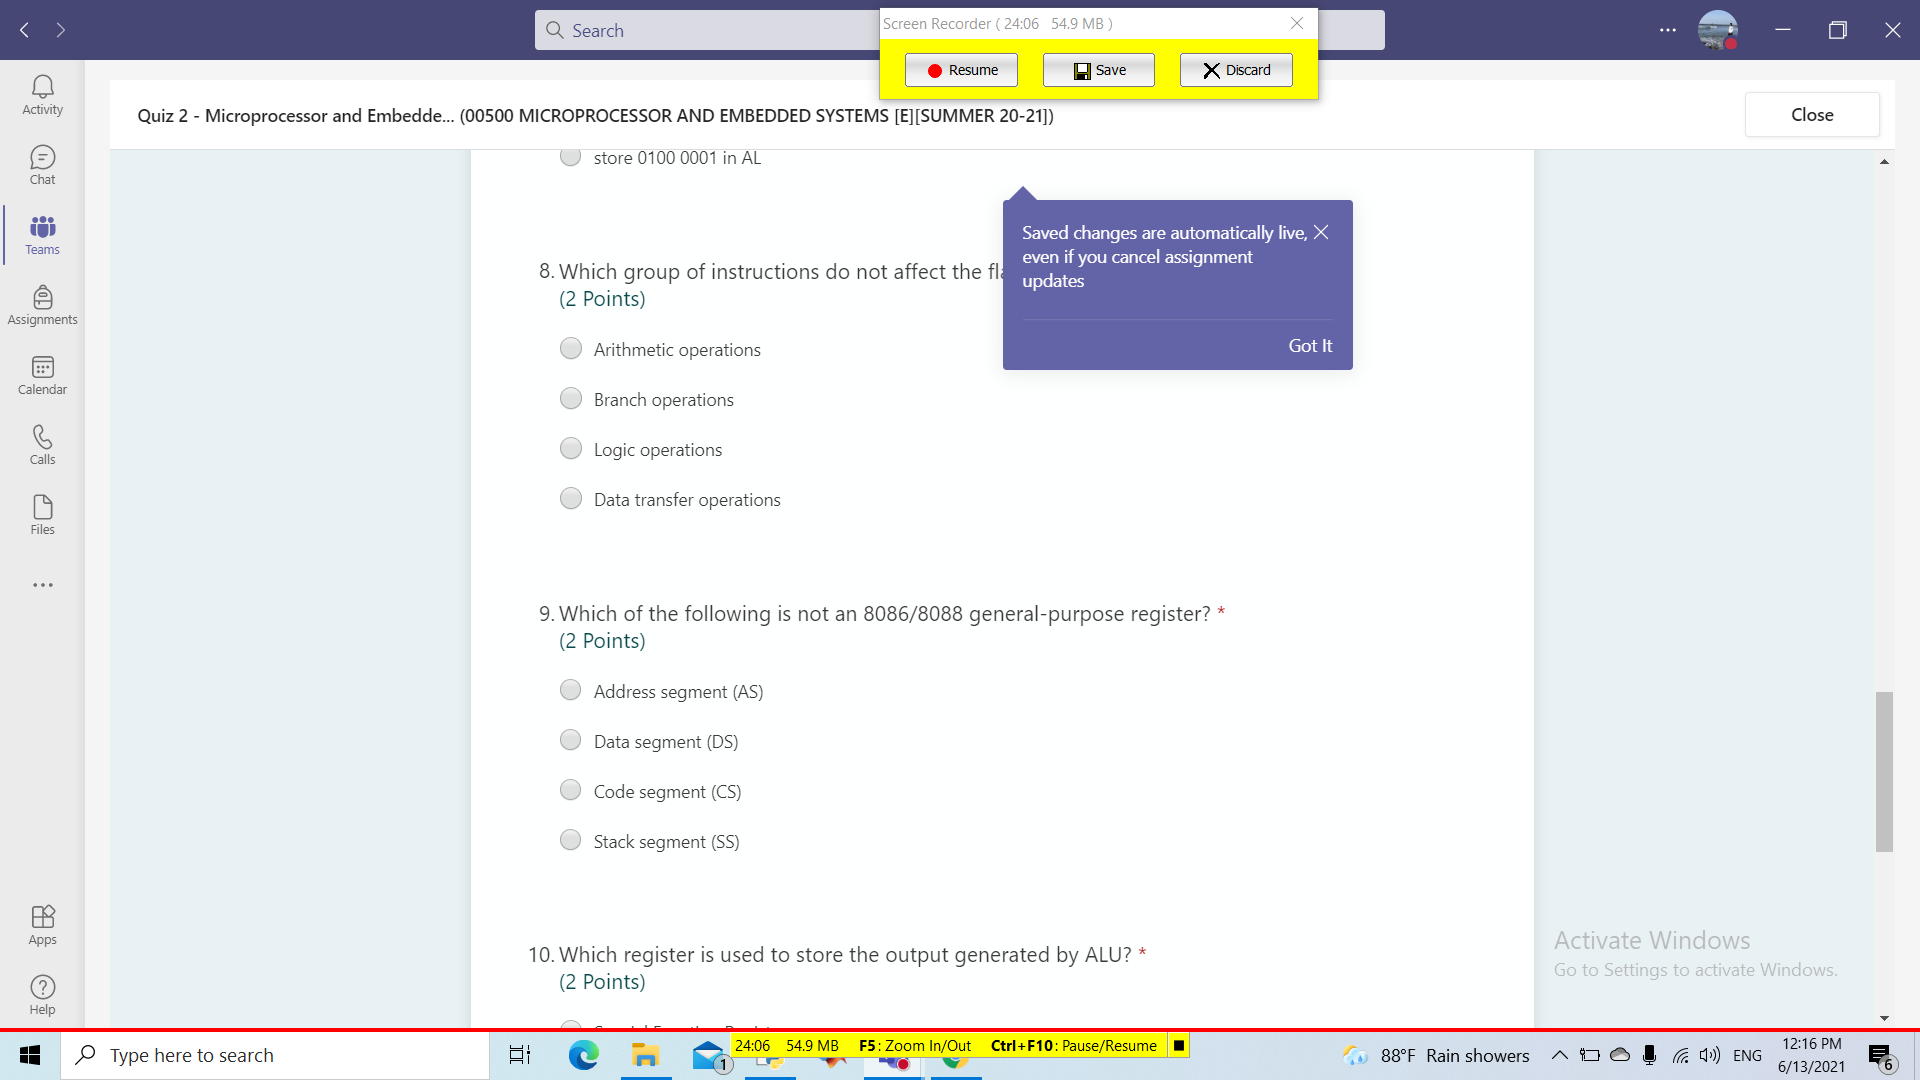 Search
Screen Recorder ( 24:06 54.9 MB )
Resume
Save
Discard
Activity
Chat
Teams
Assignments
Calendar
Calls
Files
Apps
Help
Quiz 2 - Microprocessor and Embedde... (00500 MICROPROCESSOR AND EMBEDDED SYSTEMS [E][SUMMER 20-21])
Close
store 0100 0001 in AL
Saved changes are automatically live,
even if you cancel assignment
updates
Got It
8. Which group of instructions do not affect the
(2 Points)
Arithmetic operations
Branch operations
Logic operations
Data transfer operations
9. Which of the following is not an 8086/8088 general-purpose register? *
(2 Points)
Address segment (AS)
Data segment (DS)
Code segment (CS)
Stack segment (SS)
10. Which register is used to store the output generated by ALU? *
(2 Points)
Activate Windows
Go to Settings to activate Windows.
Type here to search
1
24:06 54.9 MB F5: Zoom In/Out Ctrl+F10: Pause/Resume
88°F Rain showers
ENG
12:16 PM
6/13/2021
6